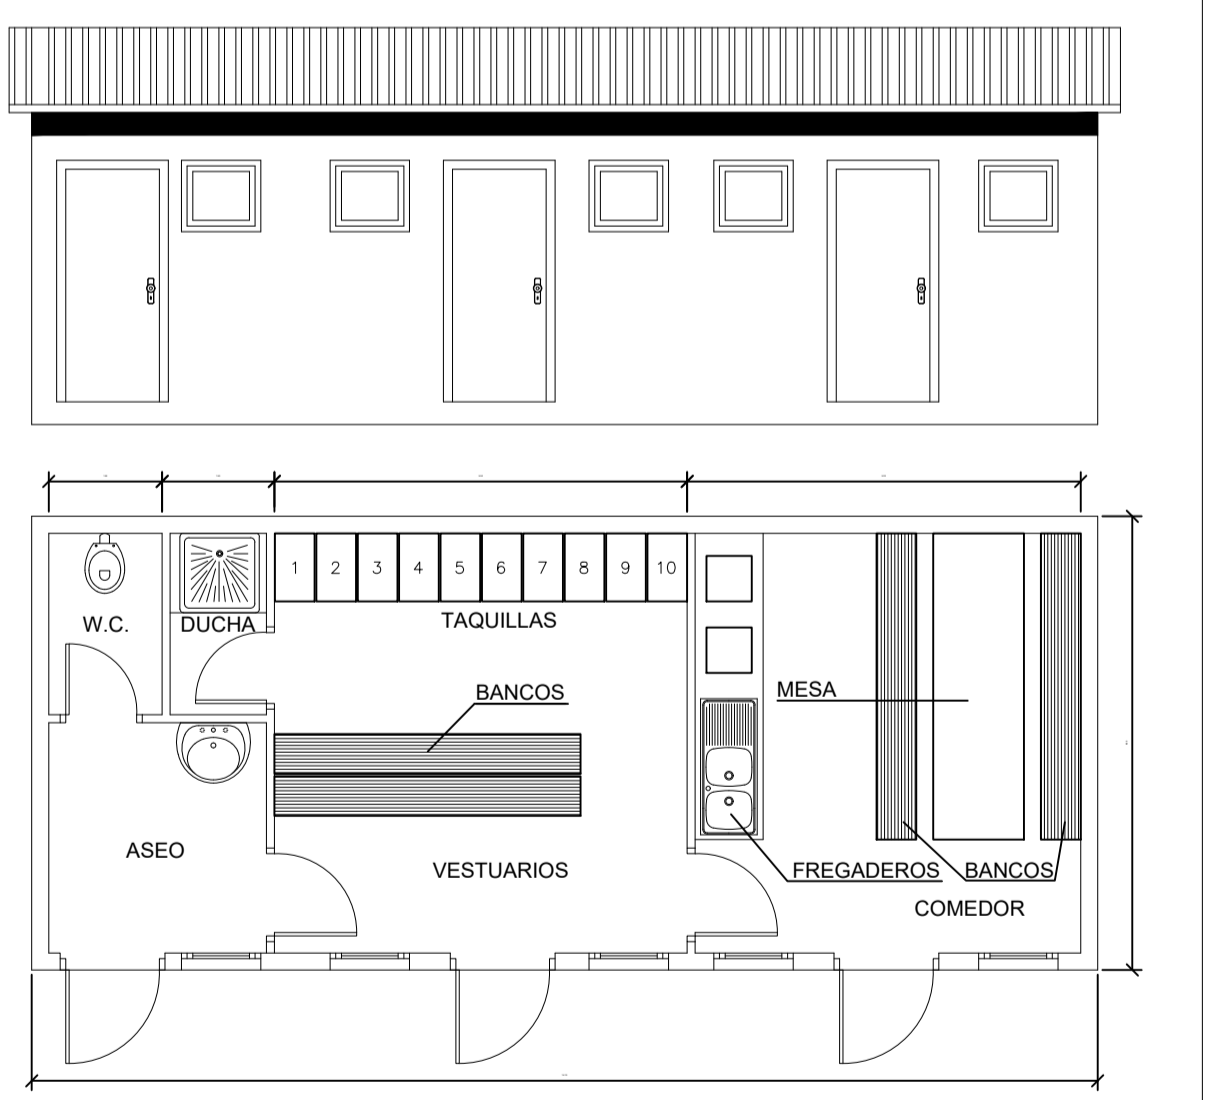 1 2 3 4 5 6 7 8 9 10
W.C.
DUCHA
TAQUILLAS
BANCOS
MESA
ASEO
VESTUARIOS
FREGADEROS
BANCOS
COMEDOR